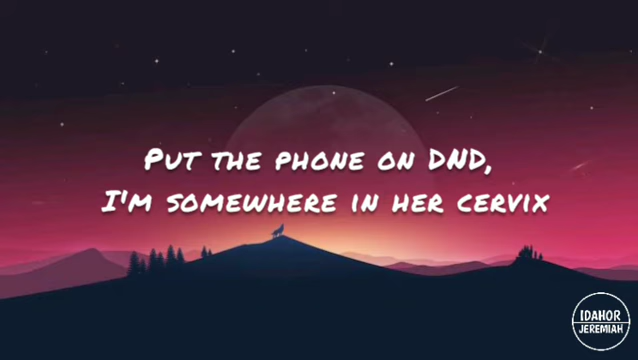 Put the phone on DND,
I'm somewhere in her cervix
IDAHOR
JEREMIAH